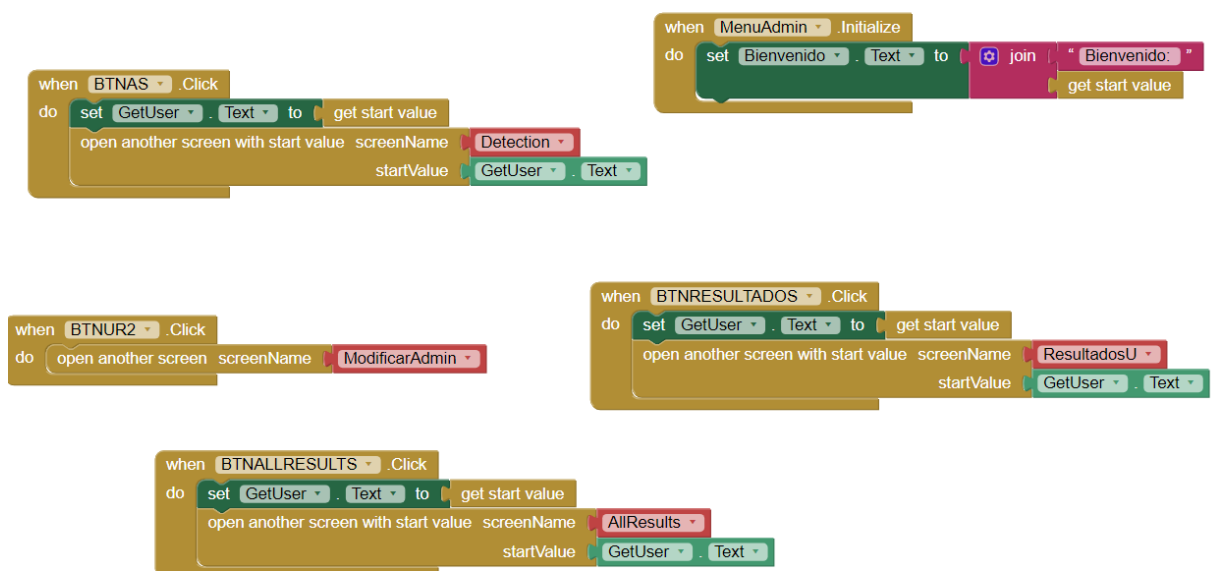 when MenuAdmin .Initialize
do set Bienvenido . Text to join " Bienvenido: "
get start value
when BTNAS .Click
do set GetUser . Text to get start value
open another screen with start value screenName Detection
startValue GetUser . Text
when BTNUR2 .Click
do open another screen screenName ModificarAdmin
when BTNRESULTADOS .Click
do set GetUser . Text to get start value
open another screen with start value screenName ResultadosU
startValue GetUser . Text
when BTNALLRESULTS .Click
do set GetUser . Text to get start value
open another screen with start value screenName AllResults
startValue GetUser . Text